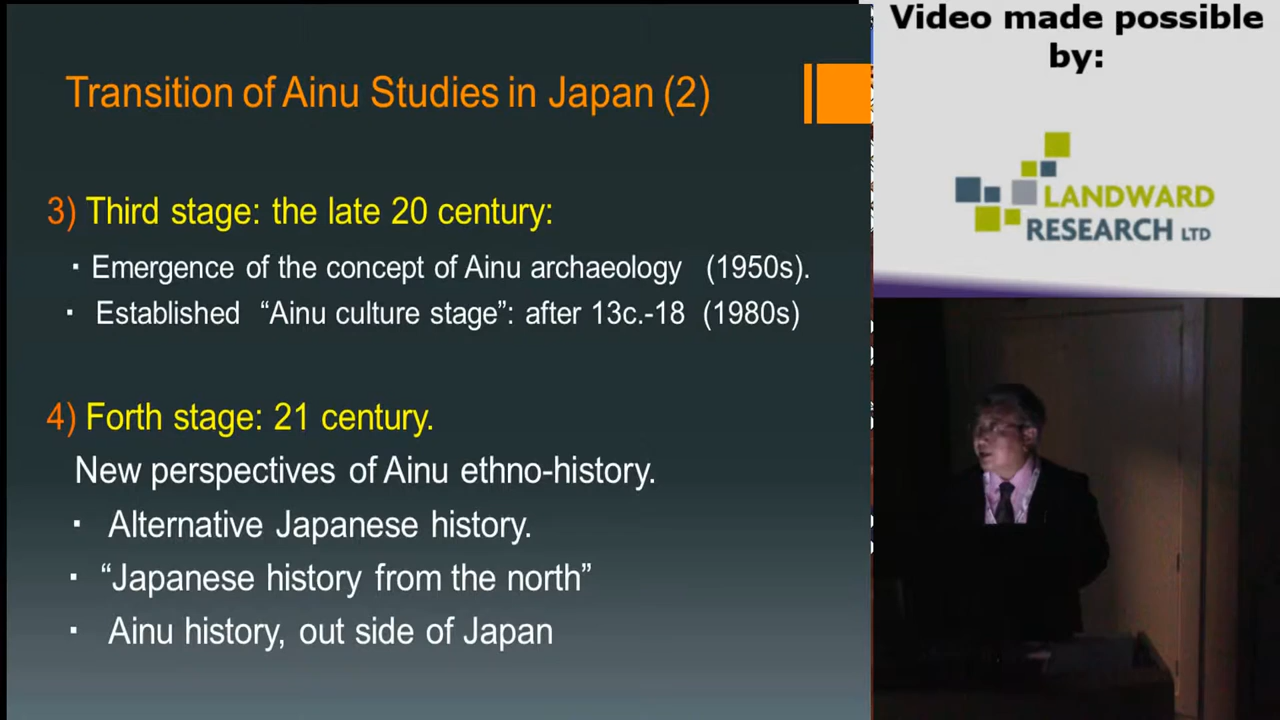 Transition of Ainu Studies in Japan (2)
3) Third stage: the late 20 century:
· Emergence of the concept of Ainu archaeology (1950s).
· Established “Ainu culture stage”: after 13c.-18 (1980s)
4) Forth stage: 21 century.
New perspectives of Ainu ethno-history.
· Alternative Japanese history.
· “Japanese history from the north”
· Ainu history, out side of Japan
Video made possible
by:
LANDWARD
RESEARCH LTD